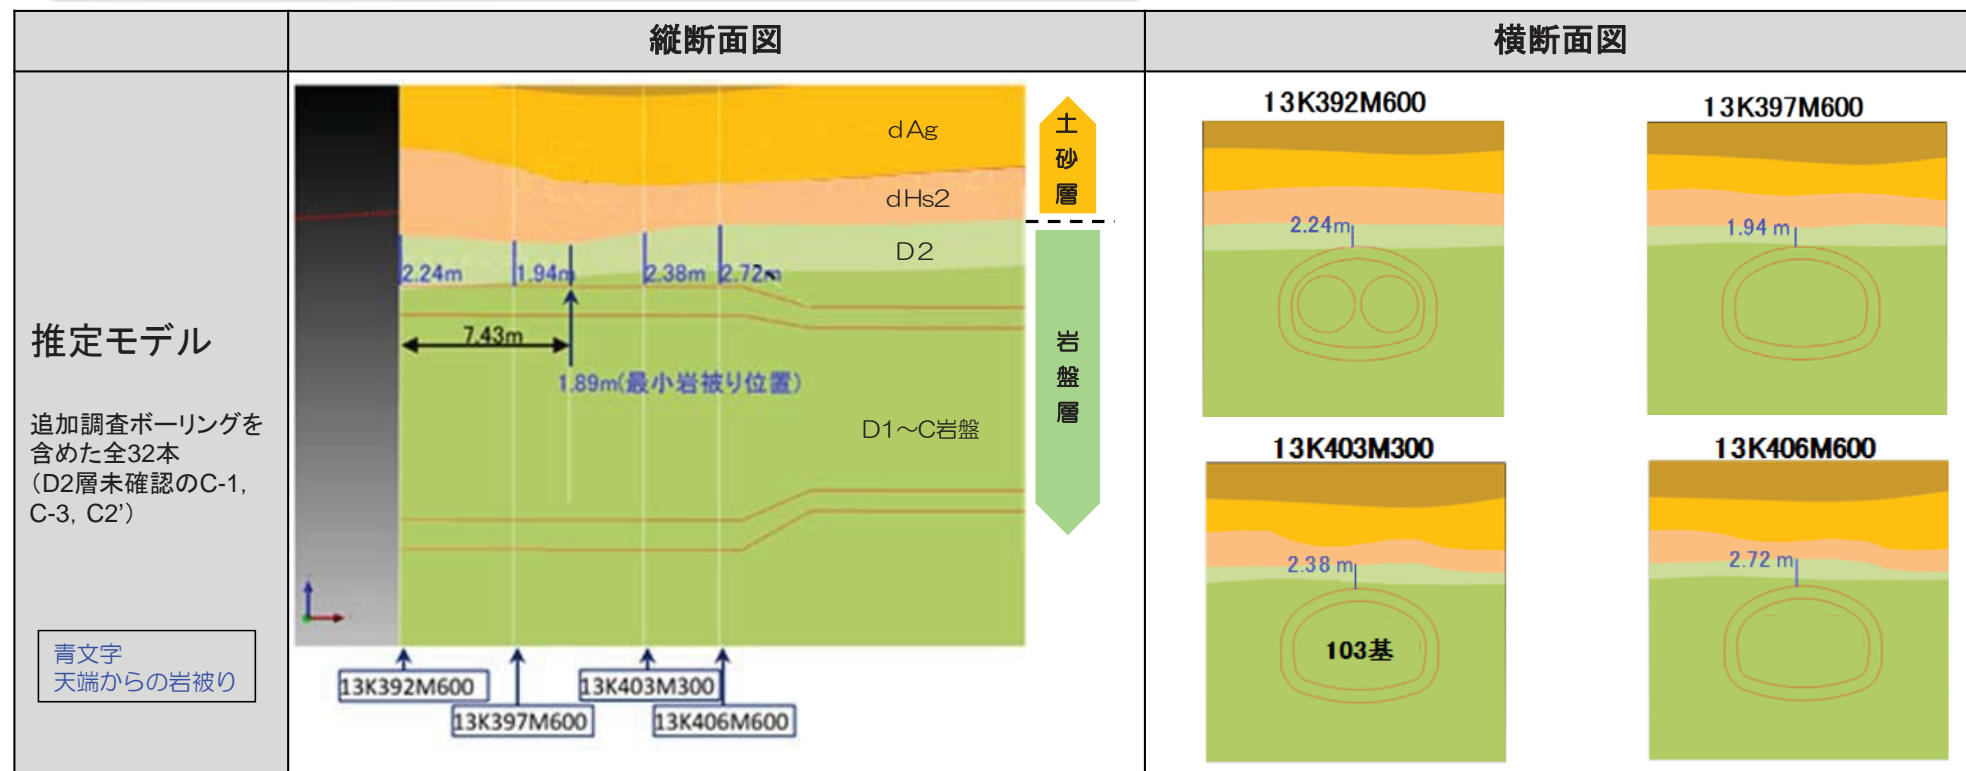 縦断面図
横断面図
推定モデル
追加調査ボーリングを
含めた全32本
（D2層未確認のC-1,
C-3, C2’）
青文字
天端からの岩被り
dAg
dHs2
D2
2.24m
1.94m
2.38m
2.72m
7.43m
1.89m(最小岩被り位置)
D1～C岩盤
土砂層
岩盤層
13K392M600
13K403M300
13K397M600
13K406M600
13K392M600
2.24m
13K397M600
1.94 m
13K403M300
2.38 m
103基
13K406M600
2.72 m